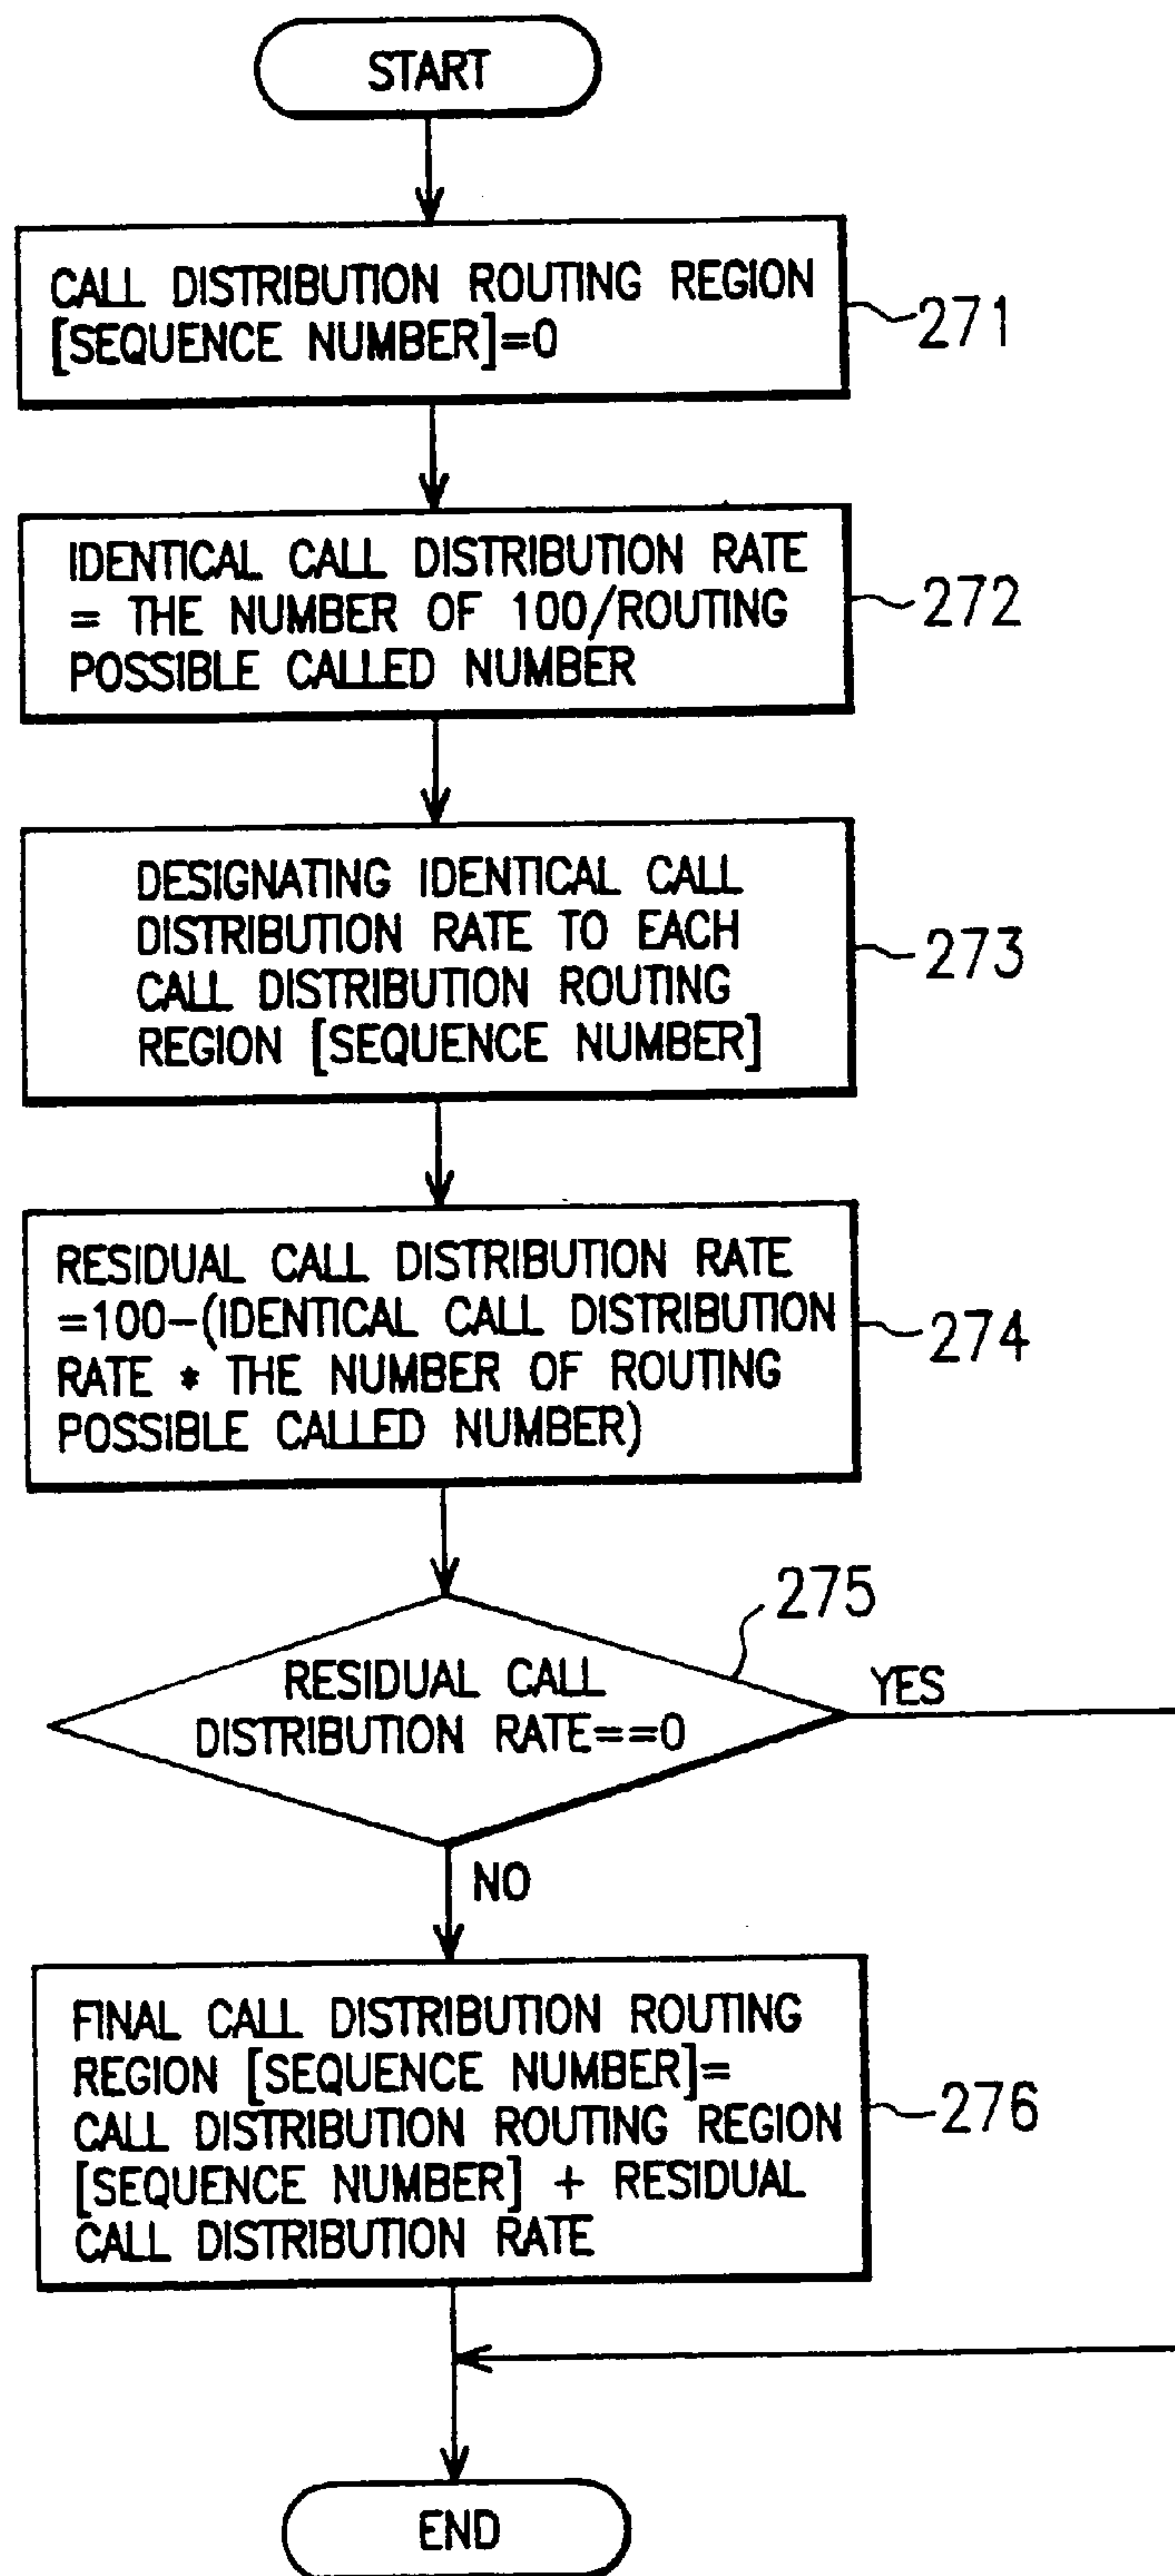 START
CALL DISTRIBUTION ROUTING REGION
[SEQUENCE NUMBER]=0
271
IDENTICAL CALL DISTRIBUTION RATE
= THE NUMBER OF 100/ROUTING
POSSIBLE CALLED NUMBER
272
DESIGNATING IDENTICAL CALL
DISTRIBUTION RATE TO EACH
CALL DISTRIBUTION ROUTING
REGION [SEQUENCE NUMBER]
273
RESIDUAL CALL DISTRIBUTION RATE
=100-(IDENTICAL CALL DISTRIBUTION
RATE * THE NUMBER OF ROUTING
POSSIBLE CALLED NUMBER)
274
275
RESIDUAL CALL
DISTRIBUTION RATE==0
YES
NO
FINAL CALL DISTRIBUTION ROUTING
REGION [SEQUENCE NUMBER]=
CALL DISTRIBUTION ROUTING REGION
[SEQUENCE NUMBER] + RESIDUAL
CALL DISTRIBUTION RATE
276
END